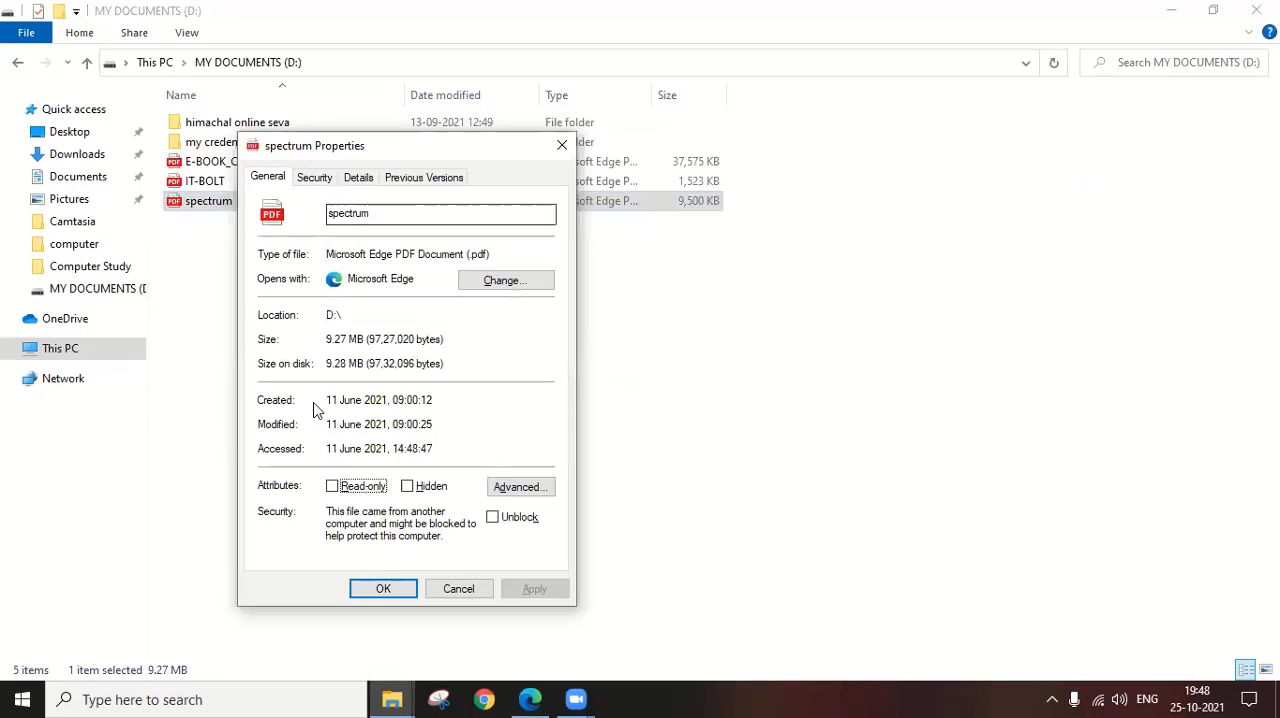 MY DOCUMENTS (D:)
File Home Share View
This PC MY DOCUMENTS (D:) Search MY DOCUMENTS (D:)
Name Date modified Type Size
Quick access
Desktop
Downloads
Documents
Pictures
Camtasia
computer
Computer Study
MY DOCUMENTS (D
OneDrive
This PC
Network
himachal online seva 13-09-2021 12:49 File folder
my creden lder
PDF E-BOOK_C soft Edge P... 37,575 KB
PDF IT-BOLT soft Edge P... 1,523 KB
PDF spectrum soft Edge P... 9,500 KB
PDF spectrum Properties
General Security Details Previous Versions
PDF spectrum
Type of file: Microsoft Edge PDF Document (.pdf)
Opens with: Microsoft Edge Change...
Location: D:\
Size: 9.27 MB (97,27,020 bytes)
Size on disk: 9.28 MB (97,32,096 bytes)
Created: 11 June 2021, 09:00:12
Modified: 11 June 2021, 09:00:25
Accessed: 11 June 2021, 14:48:47
Attributes: Read-only Hidden Advanced...
Security: This file came from another
computer and might be blocked to
help protect this computer.
Unblock
OK Cancel Apply
5 items 1 item selected 9.27 MB
Type here to search
ENG
19:48
25-10-2021